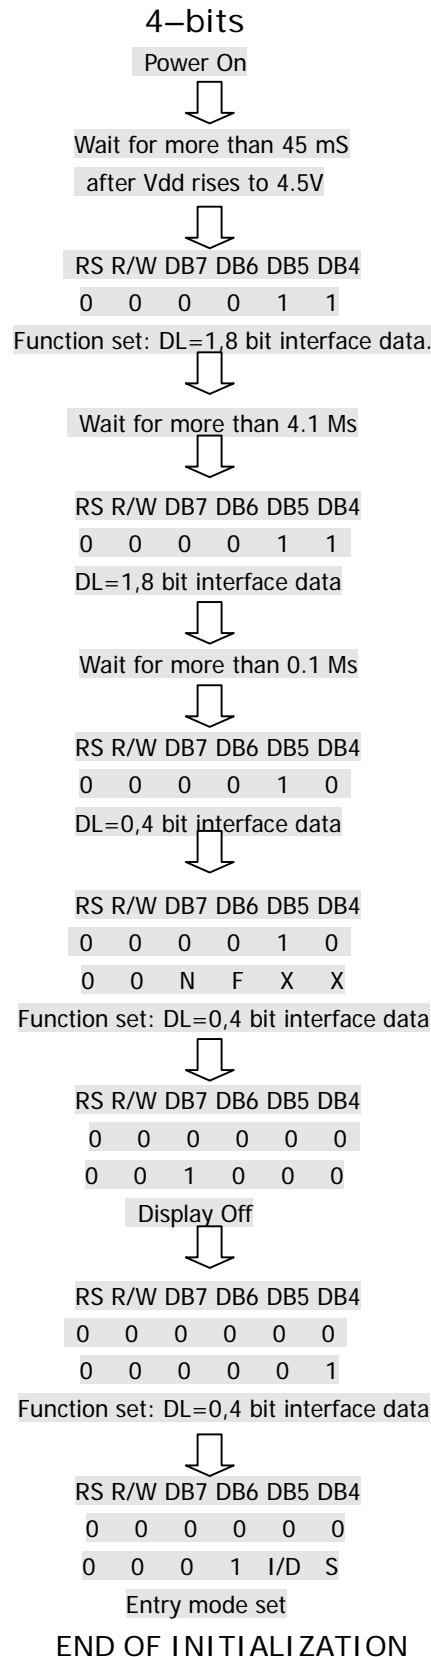 4–bits
Power On
Wait for more than 45 mS
after Vdd rises to 4.5V
RS R/W DB7 DB6 DB5 DB4
0 0 0 0 1 1
Function set: DL=1,8 bit interface data.
Wait for more than 4.1 Ms
RS R/W DB7 DB6 DB5 DB4
0 0 0 0 1 1
DL=1,8 bit interface data
Wait for more than 0.1 Ms
RS R/W DB7 DB6 DB5 DB4
0 0 0 0 1 0
DL=0,4 bit interface data
RS R/W DB7 DB6 DB5 DB4
0 0 0 0 1 0
0 0 N F X X
Function set: DL=0,4 bit interface data
RS R/W DB7 DB6 DB5 DB4
0 0 0 0 0 0
0 0 1 0 0 0
Display Off
RS R/W DB7 DB6 DB5 DB4
0 0 0 0 0 0
0 0 0 0 0 1
Function set: DL=0,4 bit interface data
RS R/W DB7 DB6 DB5 DB4
0 0 0 0 0 0
0 0 0 1 I/D S
Entry mode set
END OF INITIALIZATION